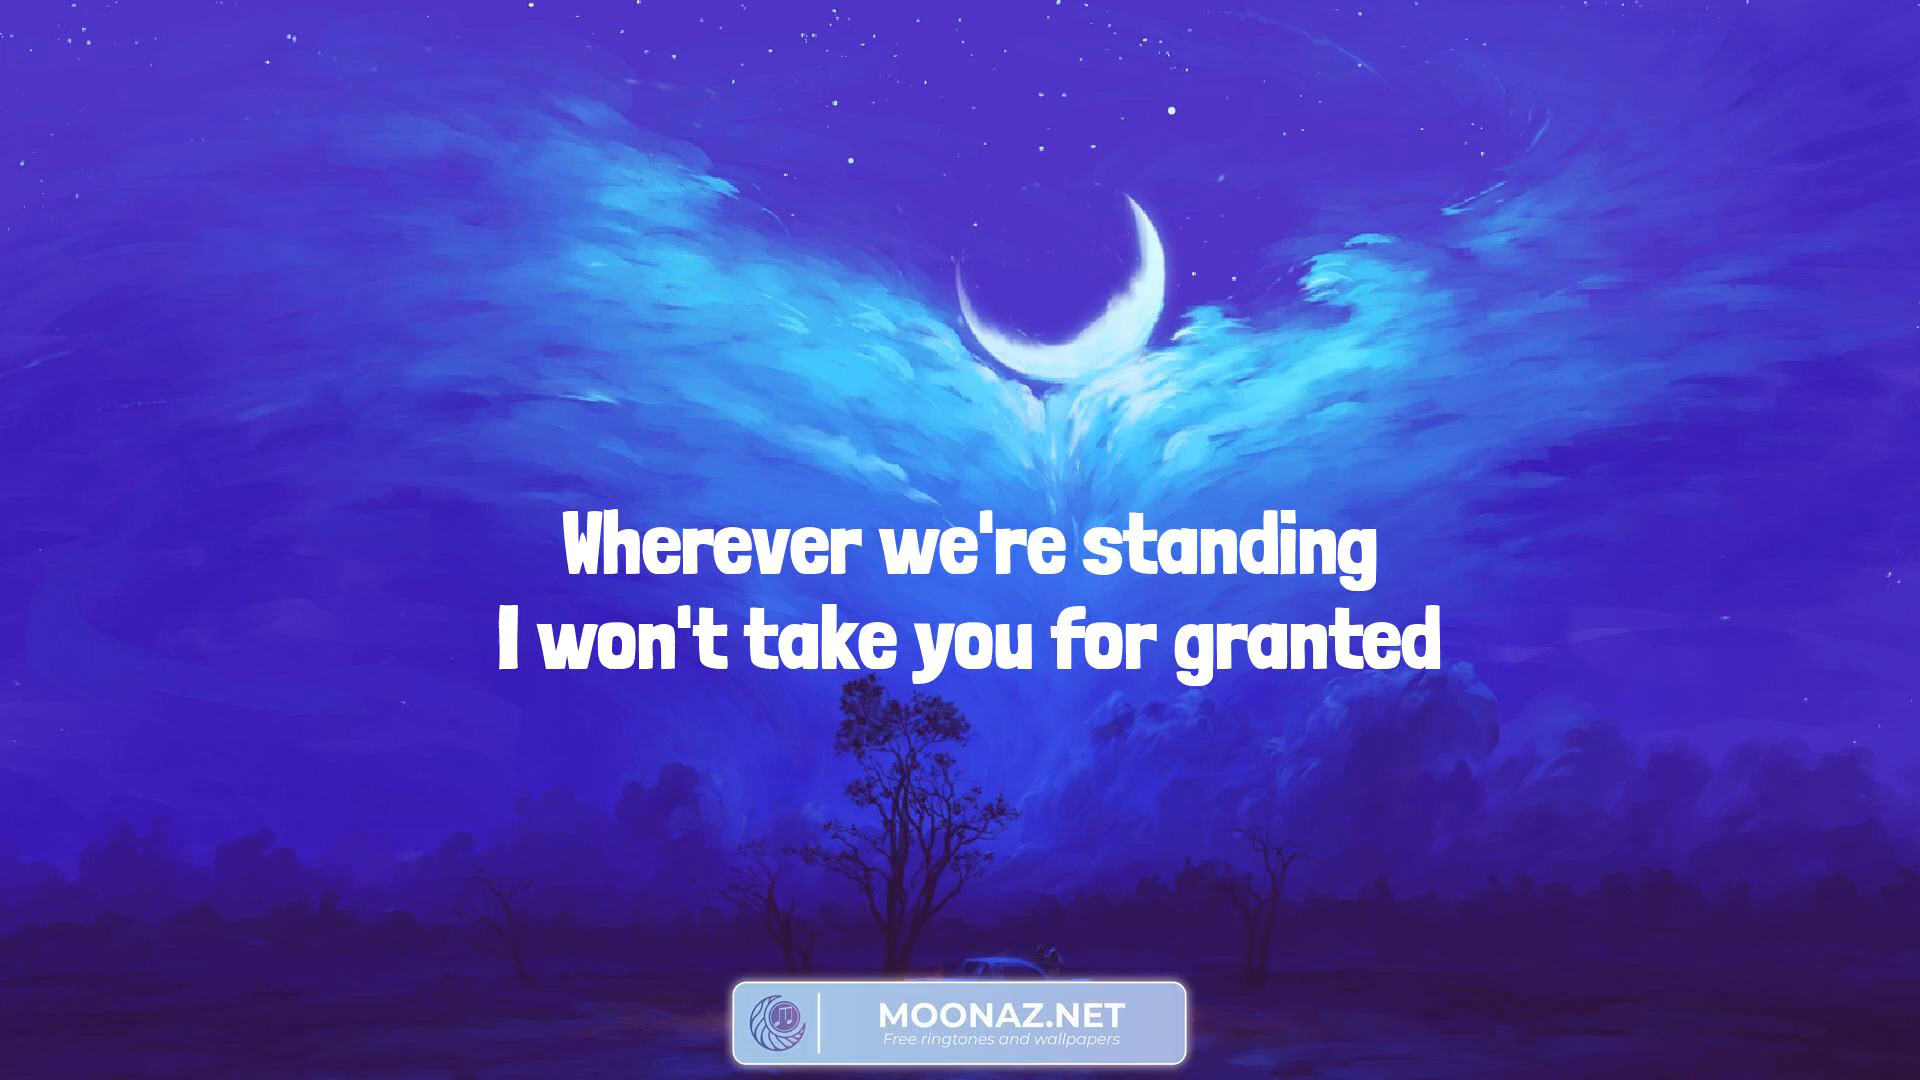 Wherever we're standing
I won't take you for granted
MOONAZ.NET
Free ringtones and wallpapers